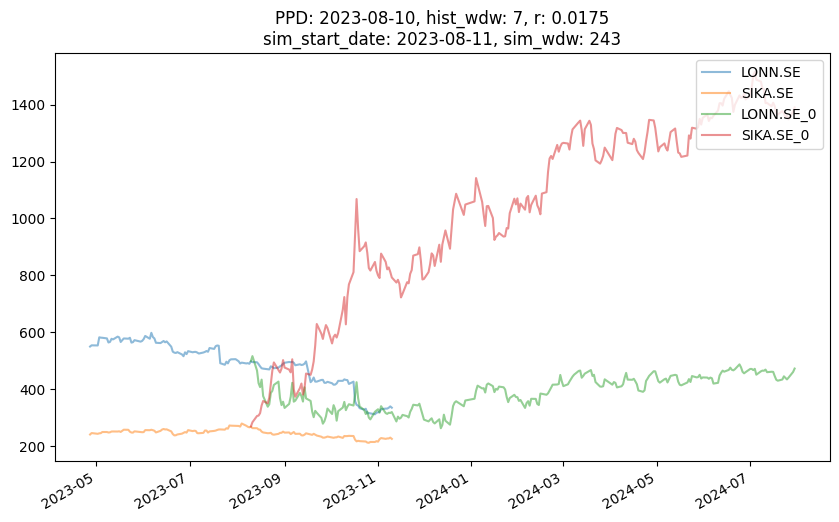 PPD: 2023-08-10, hist_wdw: 7, r: 0.0175
sim_start_date: 2023-08-11, sim_wdw: 243
LONN.SE
SIKA.SE
LONN.SE_0
SIKA.SE_0
1400
1200
1000
800
600
400
200
2023-05
2023-07
2023-09
2023-11
2024-01
2024-03
2024-05
2024-07